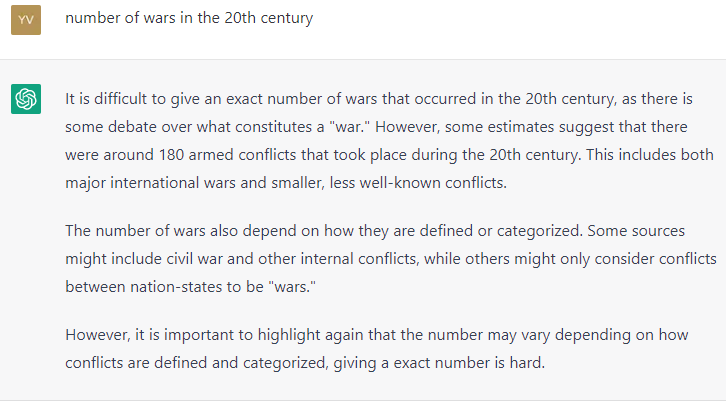 YV
number of wars in the 20th century
It is difficult to give an exact number of wars that occurred in the 20th century, as there is
some debate over what constitutes a "war." However, some estimates suggest that there
were around 180 armed conflicts that took place during the 20th century. This includes both
major international wars and smaller, less well-known conflicts.
The number of wars also depend on how they are defined or categorized. Some sources
might include civil war and other internal conflicts, while others might only consider conflicts
between nation-states to be "wars."
However, it is important to highlight again that the number may vary depending on how
conflicts are defined and categorized, giving a exact number is hard.